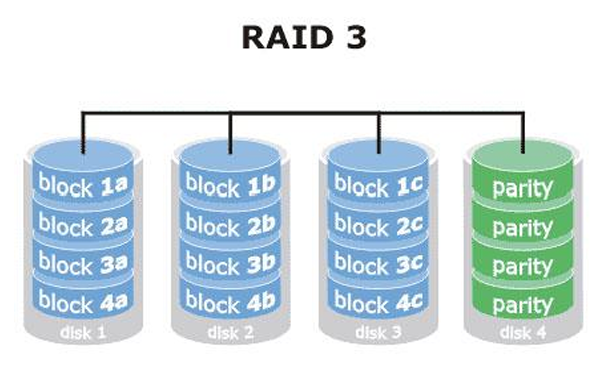 RAID 3
block 1a
block 2a
block 3a
block 4a
disk 1
block 1b
block 2b
block 3b
block 4b
disk 2
block 1c
block 2c
block 3c
block 4c
disk 3
parity
parity
parity
parity
disk 4